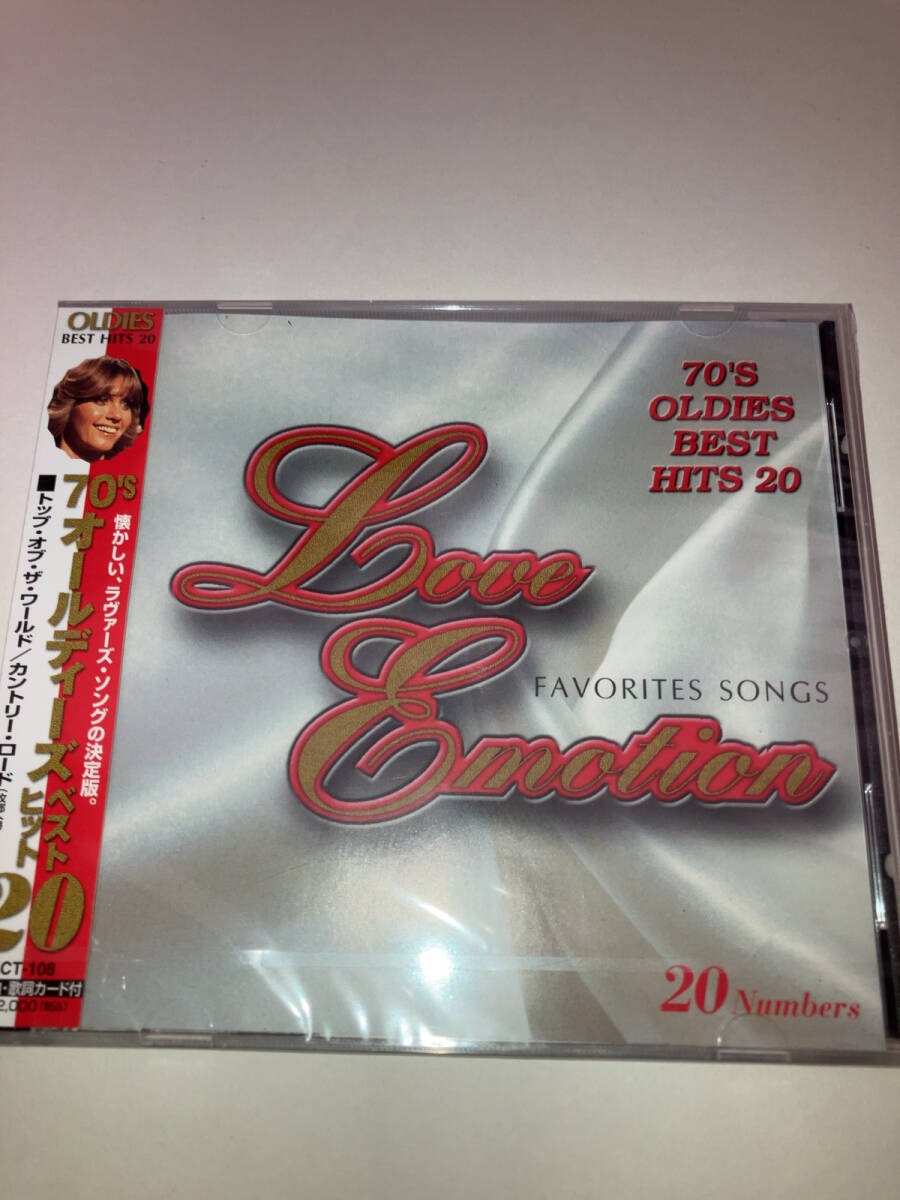 OLDIES
BEST HITS 20
懐かしい、ラヴァーズ・ソングの決定版。
70'S オールディーズ ベスト ヒット 20
■トップ・オブ・ザ・ワールド/カントリー・ロード
CT-108
・歌詞カード付
2,000(税込)
70'S
OLDIES
BEST
HITS 20
Love
FAVORITES SONGS
Emotion
20 Numbers